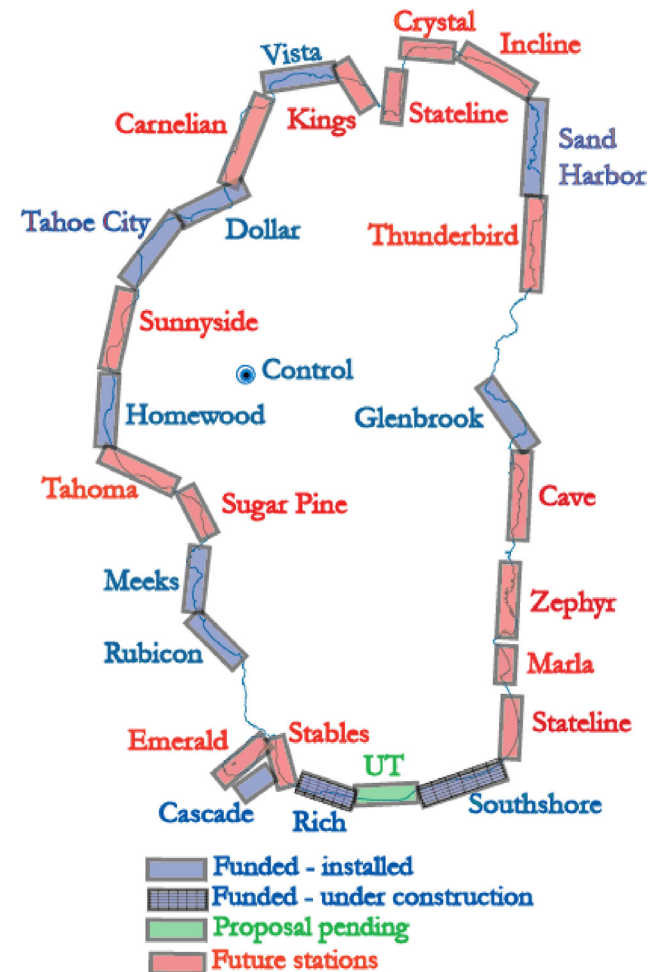 Crystal
Incline
Vista
Carnelian
Kings
Stateline
Sand
Harbor
Tahoe City
Dollar
Thunderbird
Sunnyside
Control
Homewood
Glenbrook
Tahoma
Sugar Pine
Cave
Meeks
Zephyr
Rubicon
Marla
Emerald
Stables
Stateline
UT
Cascade
Rich
Southshore
Funded - installed
Funded - under construction
Proposal pending
Future stations